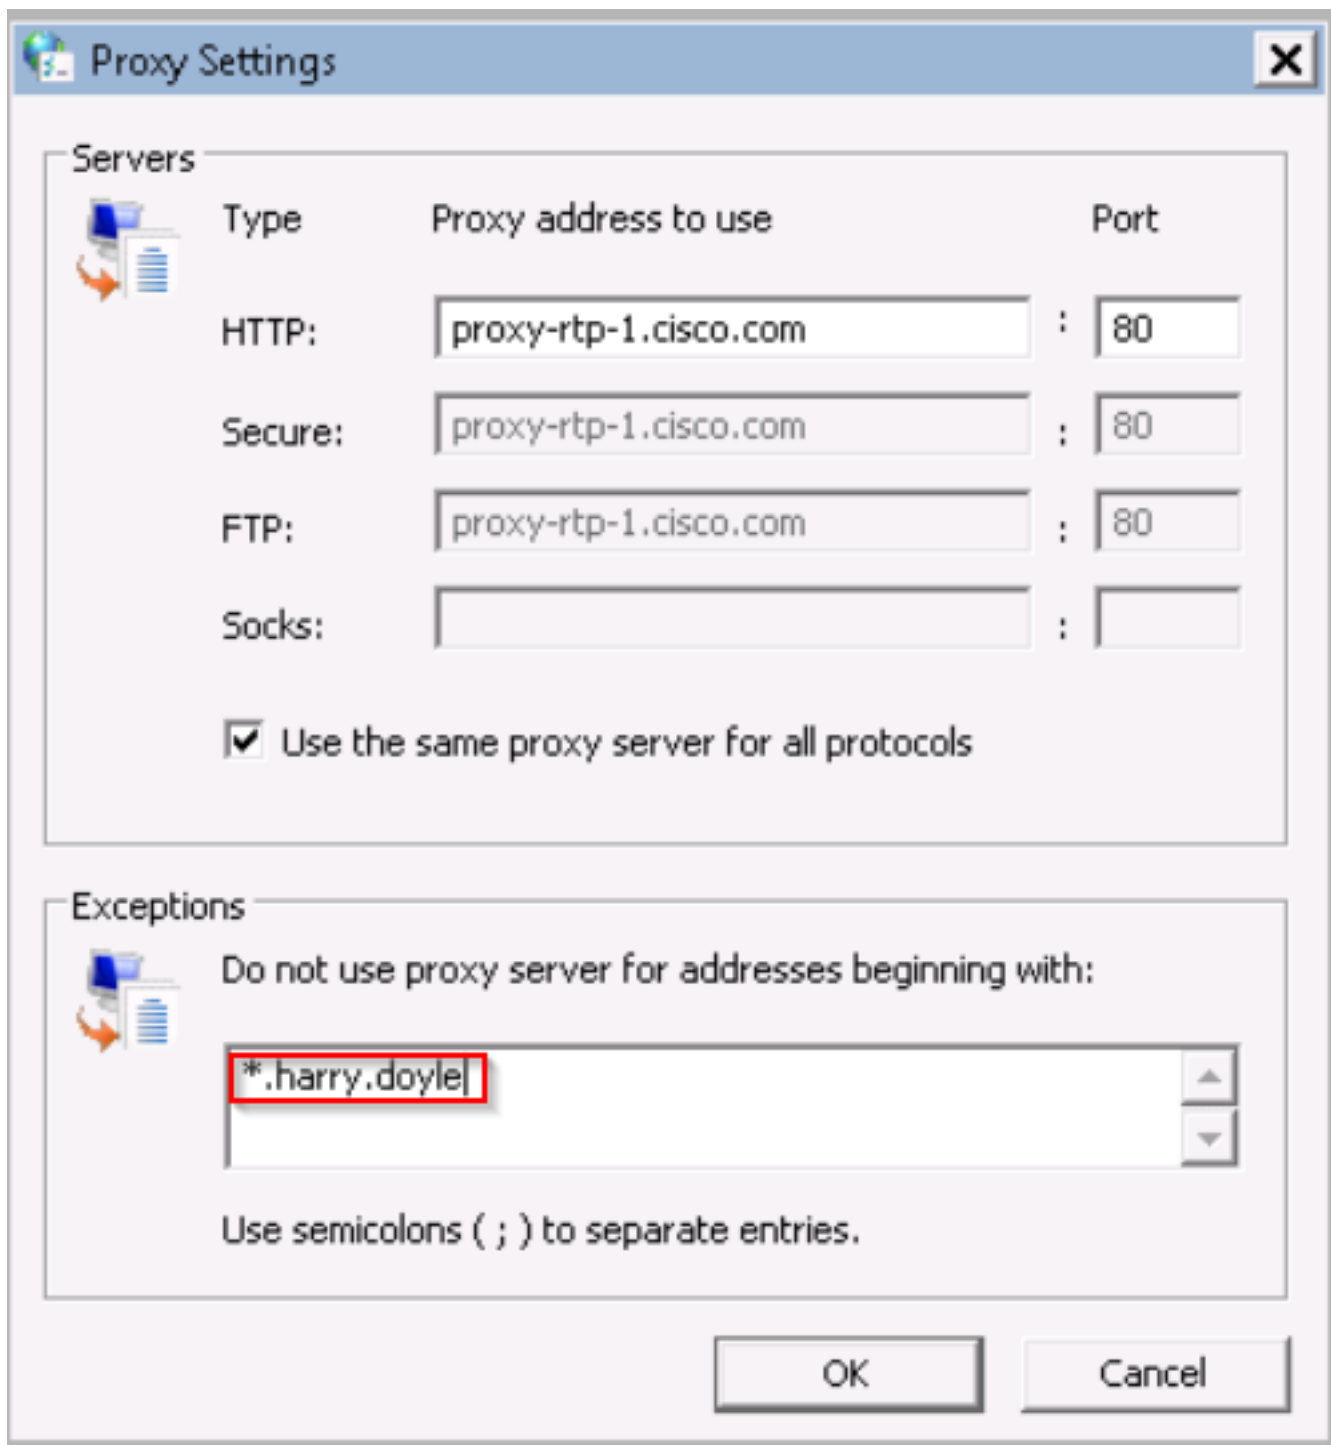 Proxy Settings
Servers
Type Proxy address to use Port
HTTP: proxy-rtp-1.cisco.com : 80
Secure: proxy-rtp-1.cisco.com : 80
FTP: proxy-rtp-1.cisco.com : 80
Socks: :
Use the same proxy server for all protocols
Exceptions
Do not use proxy server for addresses beginning with:
*.harry.doyle
Use semicolons ( ; ) to separate entries.
OK Cancel